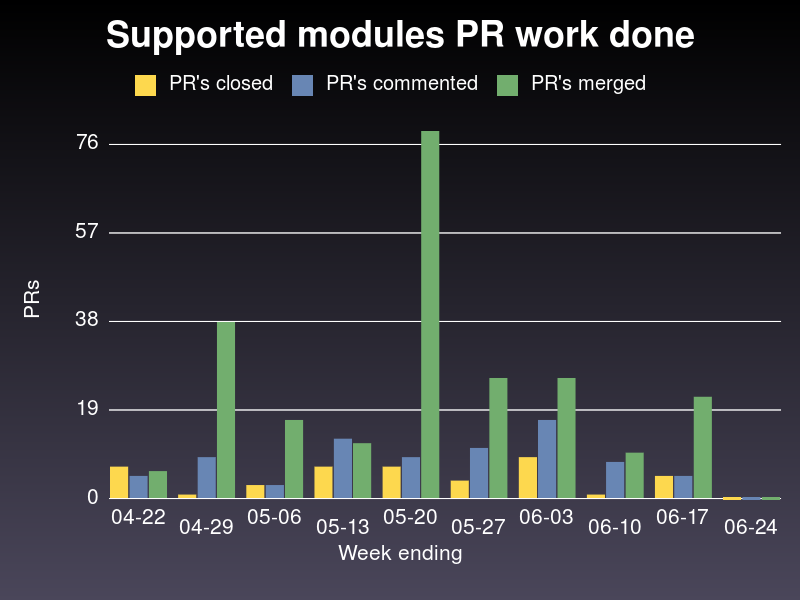 Supported modules PR work done
PR's closed PR's commented PR's merged
76
57
38
19
0
PRs
04-22 04-29 05-06 05-13 05-20 05-27 06-03 06-10 06-17 06-24
Week ending